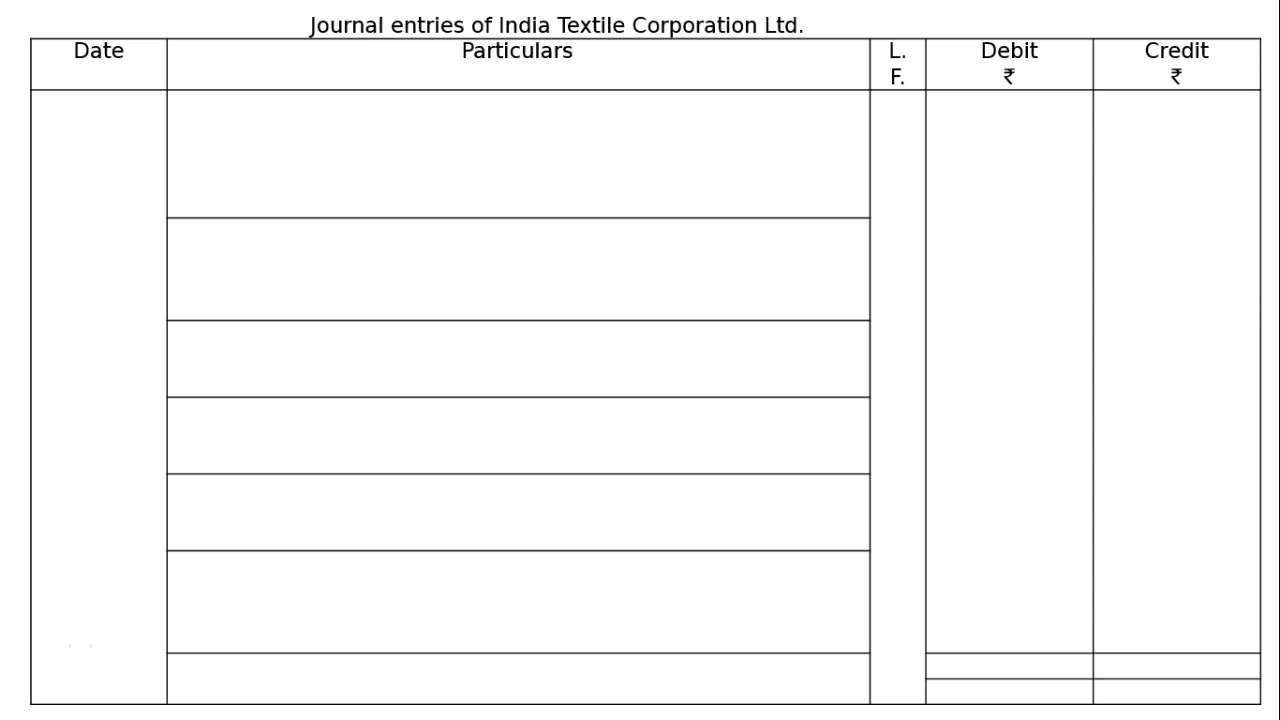 Journal entries of India Textile Corporation Ltd.
Date Particulars L. F. Debit ₹ Credit ₹